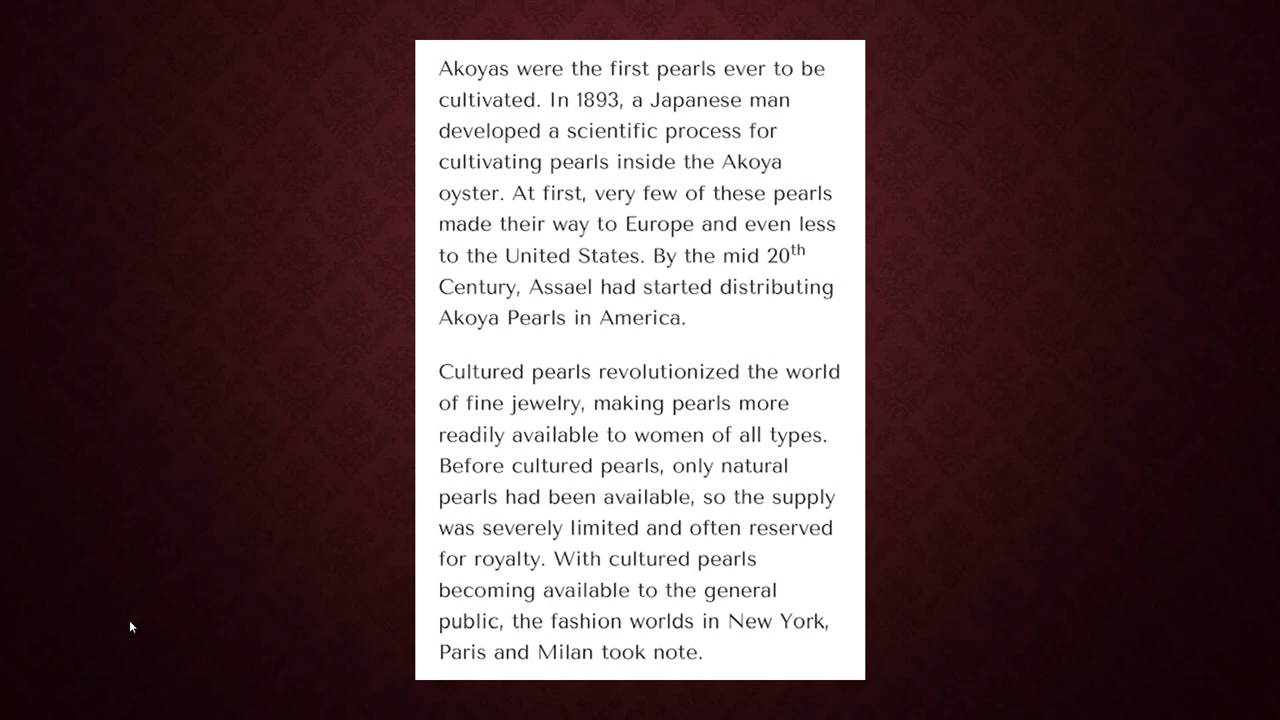 Akoyas were the first pearls ever to be
cultivated. In 1893, a Japanese man
developed a scientific process for
cultivating pearls inside the Akoya
oyster. At first, very few of these pearls
made their way to Europe and even less
to the United States. By the mid 20th
Century, Assael had started distributing
Akoya Pearls in America.
Cultured pearls revolutionized the world
of fine jewelry, making pearls more
readily available to women of all types.
Before cultured pearls, only natural
pearls had been available, so the supply
was severely limited and often reserved
for royalty. With cultured pearls
becoming available to the general
public, the fashion worlds in New York,
Paris and Milan took note.